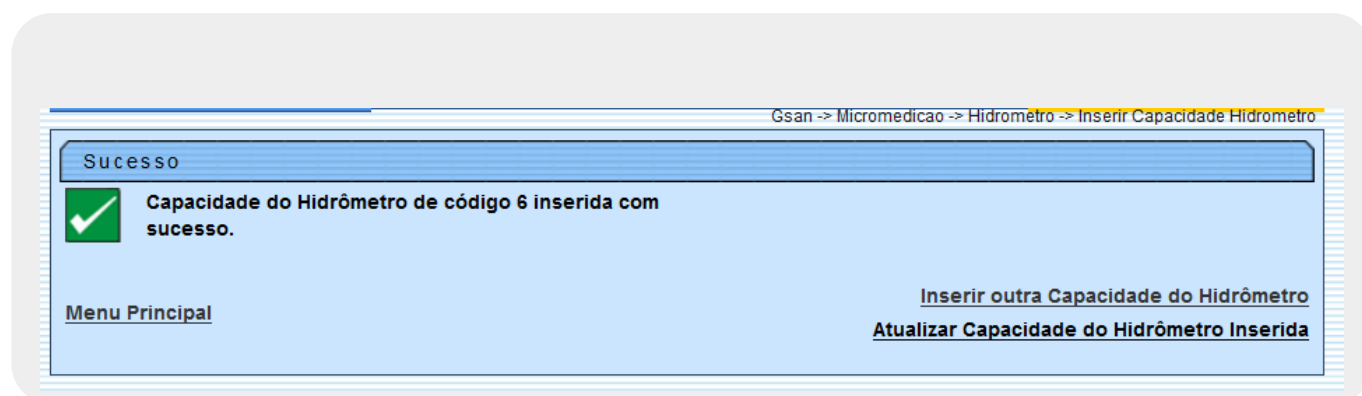 Gsan -> Micromedicao -> Hidrometro -> Inserir Capacidade Hidrometro
Sucesso
Capacidade do Hidrômetro de código 6 inserida com
sucesso.
Inserir outra Capacidade do Hidrômetro
Menu Principal
Atualizar Capacidade do Hidrômetro Inserida